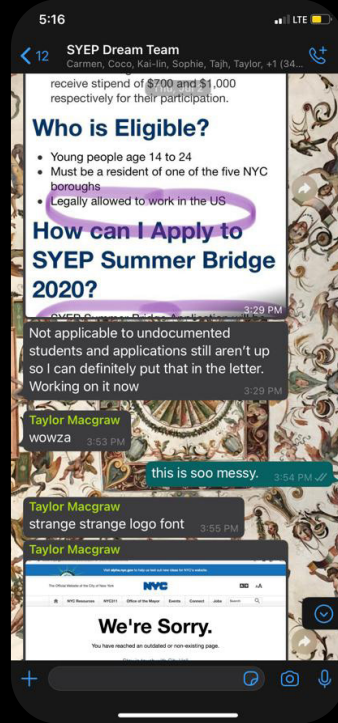 5:16
LTE
12
SYEP Dream Team
Carmen, Coco, Kai-lin, Sophie, Tajh, Taylor, +1 (34...
receive stipend of $700 and $1,000
respectively for their participation.
Who is Eligible?
• Young people age 14 to 24
• Must be a resident of one of the five NYC
boroughs
• Legally allowed to work in the US
How can I Apply to
SYEP Summer Bridge
2020?
3:29 PM
Not applicable to undocumented
students and applications still aren't up
so I can definitely put that in the letter.
Working on it now
3:29 PM
Taylor Macgraw
wowza 3:53 PM
this is soo messy. 3:54 PM
Taylor Macgraw
strange strange logo font 3:55 PM
Taylor Macgraw
The Official Website of the City of New York
NYC
NYC Resources NYC311 Office of the Mayor Events Connect Jobs Search
We're Sorry.
You have reached an outdated or non-existing page.